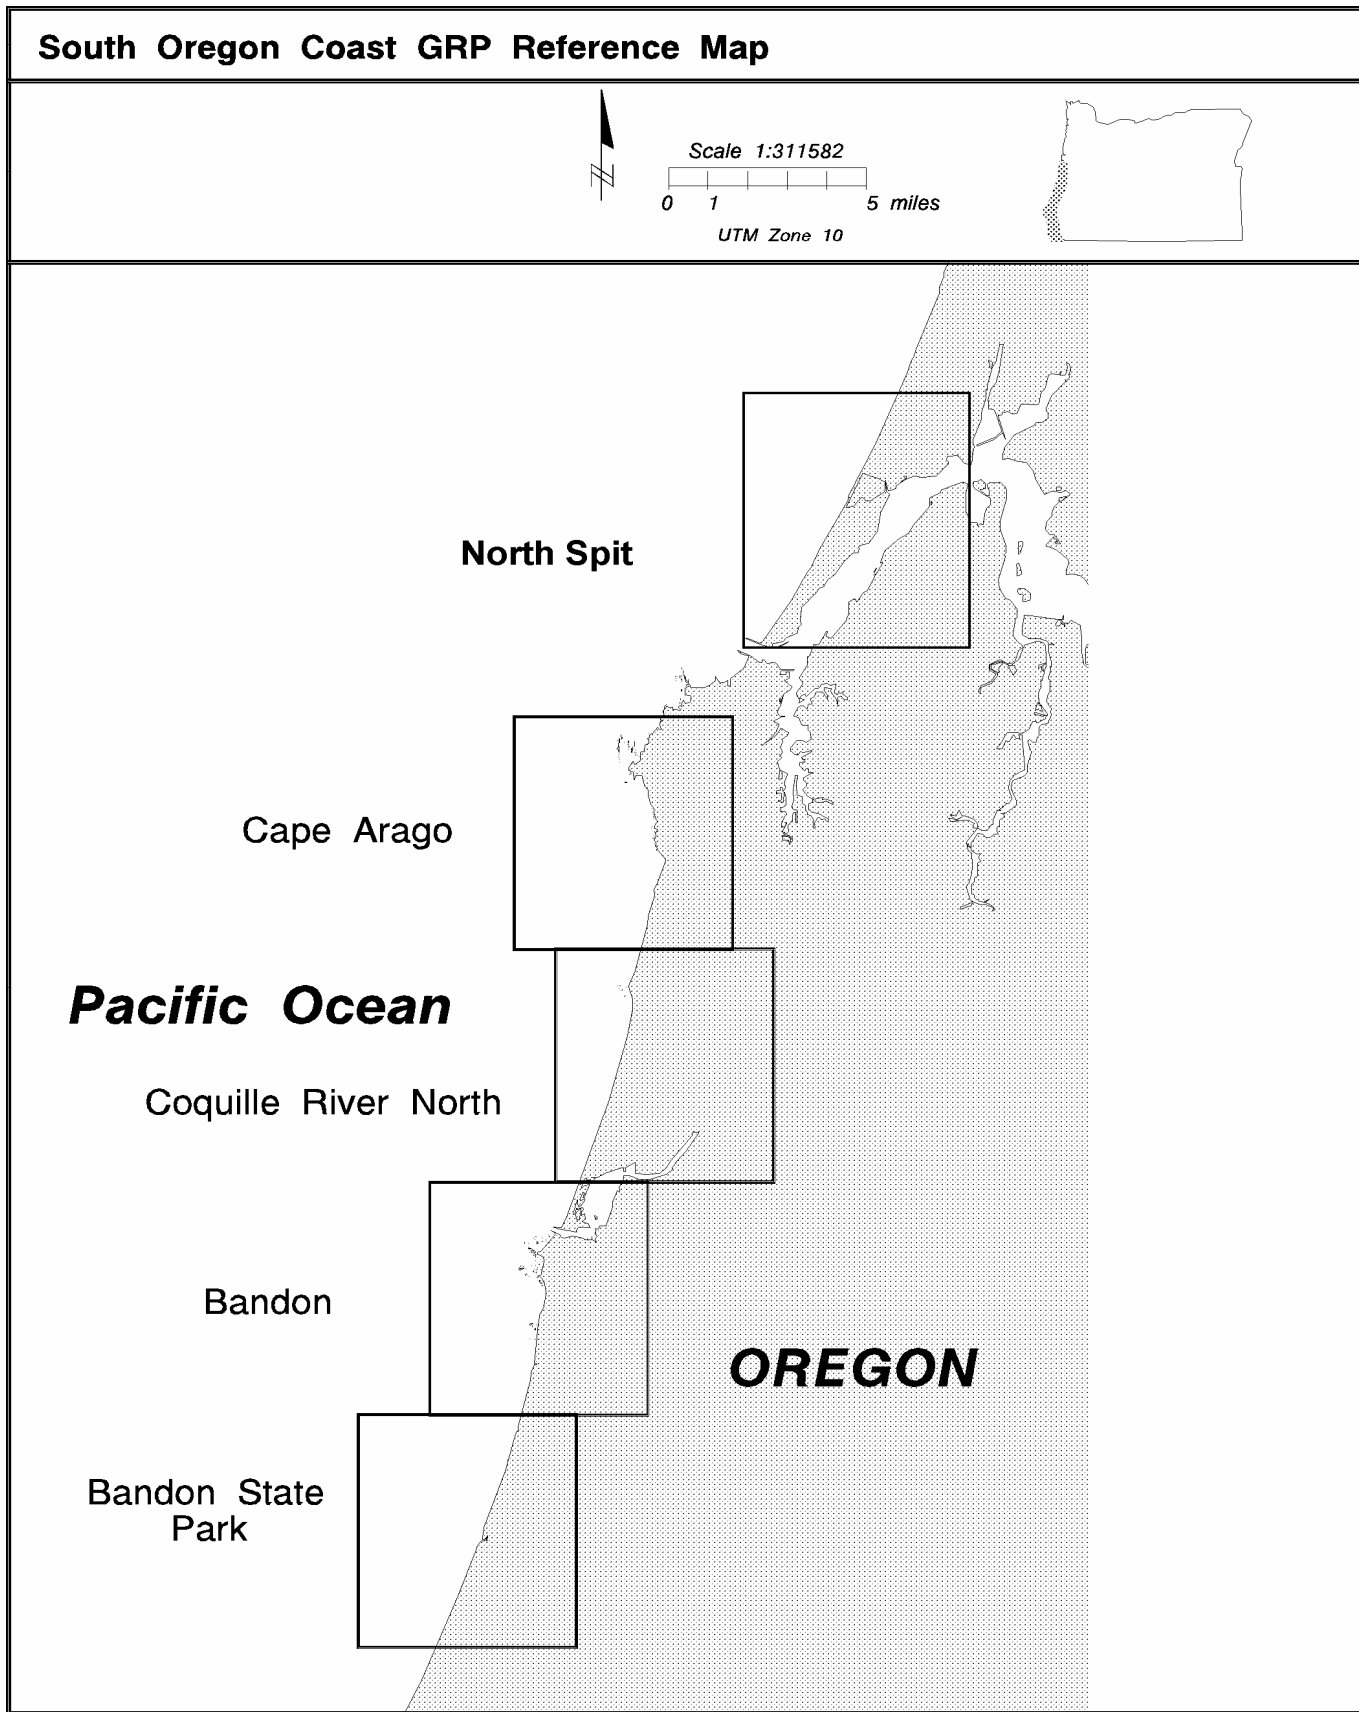 South Oregon Coast GRP Reference Map
Scale 1:311582
0 1 5 miles
UTM Zone 10
North Spit
Cape Arago
Pacific Ocean
Coquille River North
Bandon
OREGON
Bandon State
Park